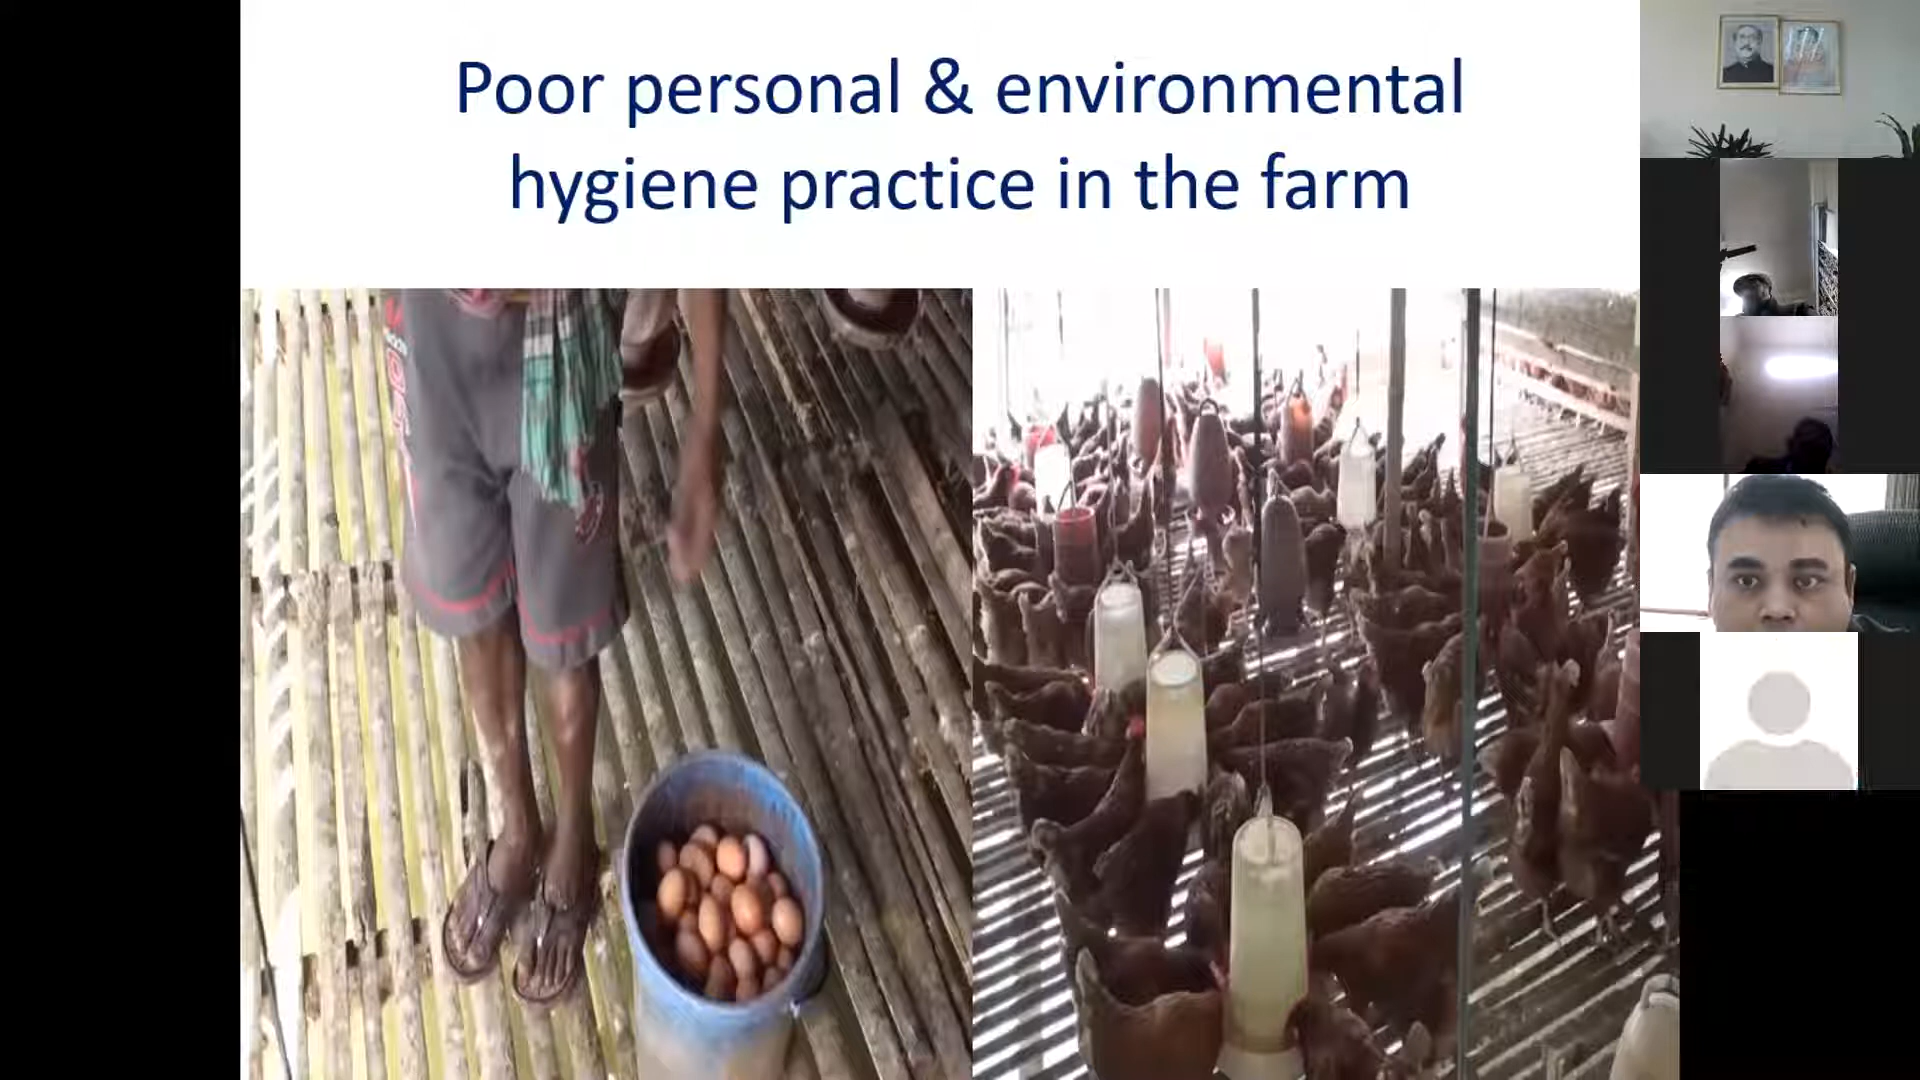 Poor personal & environmental
hygiene practice in the farm